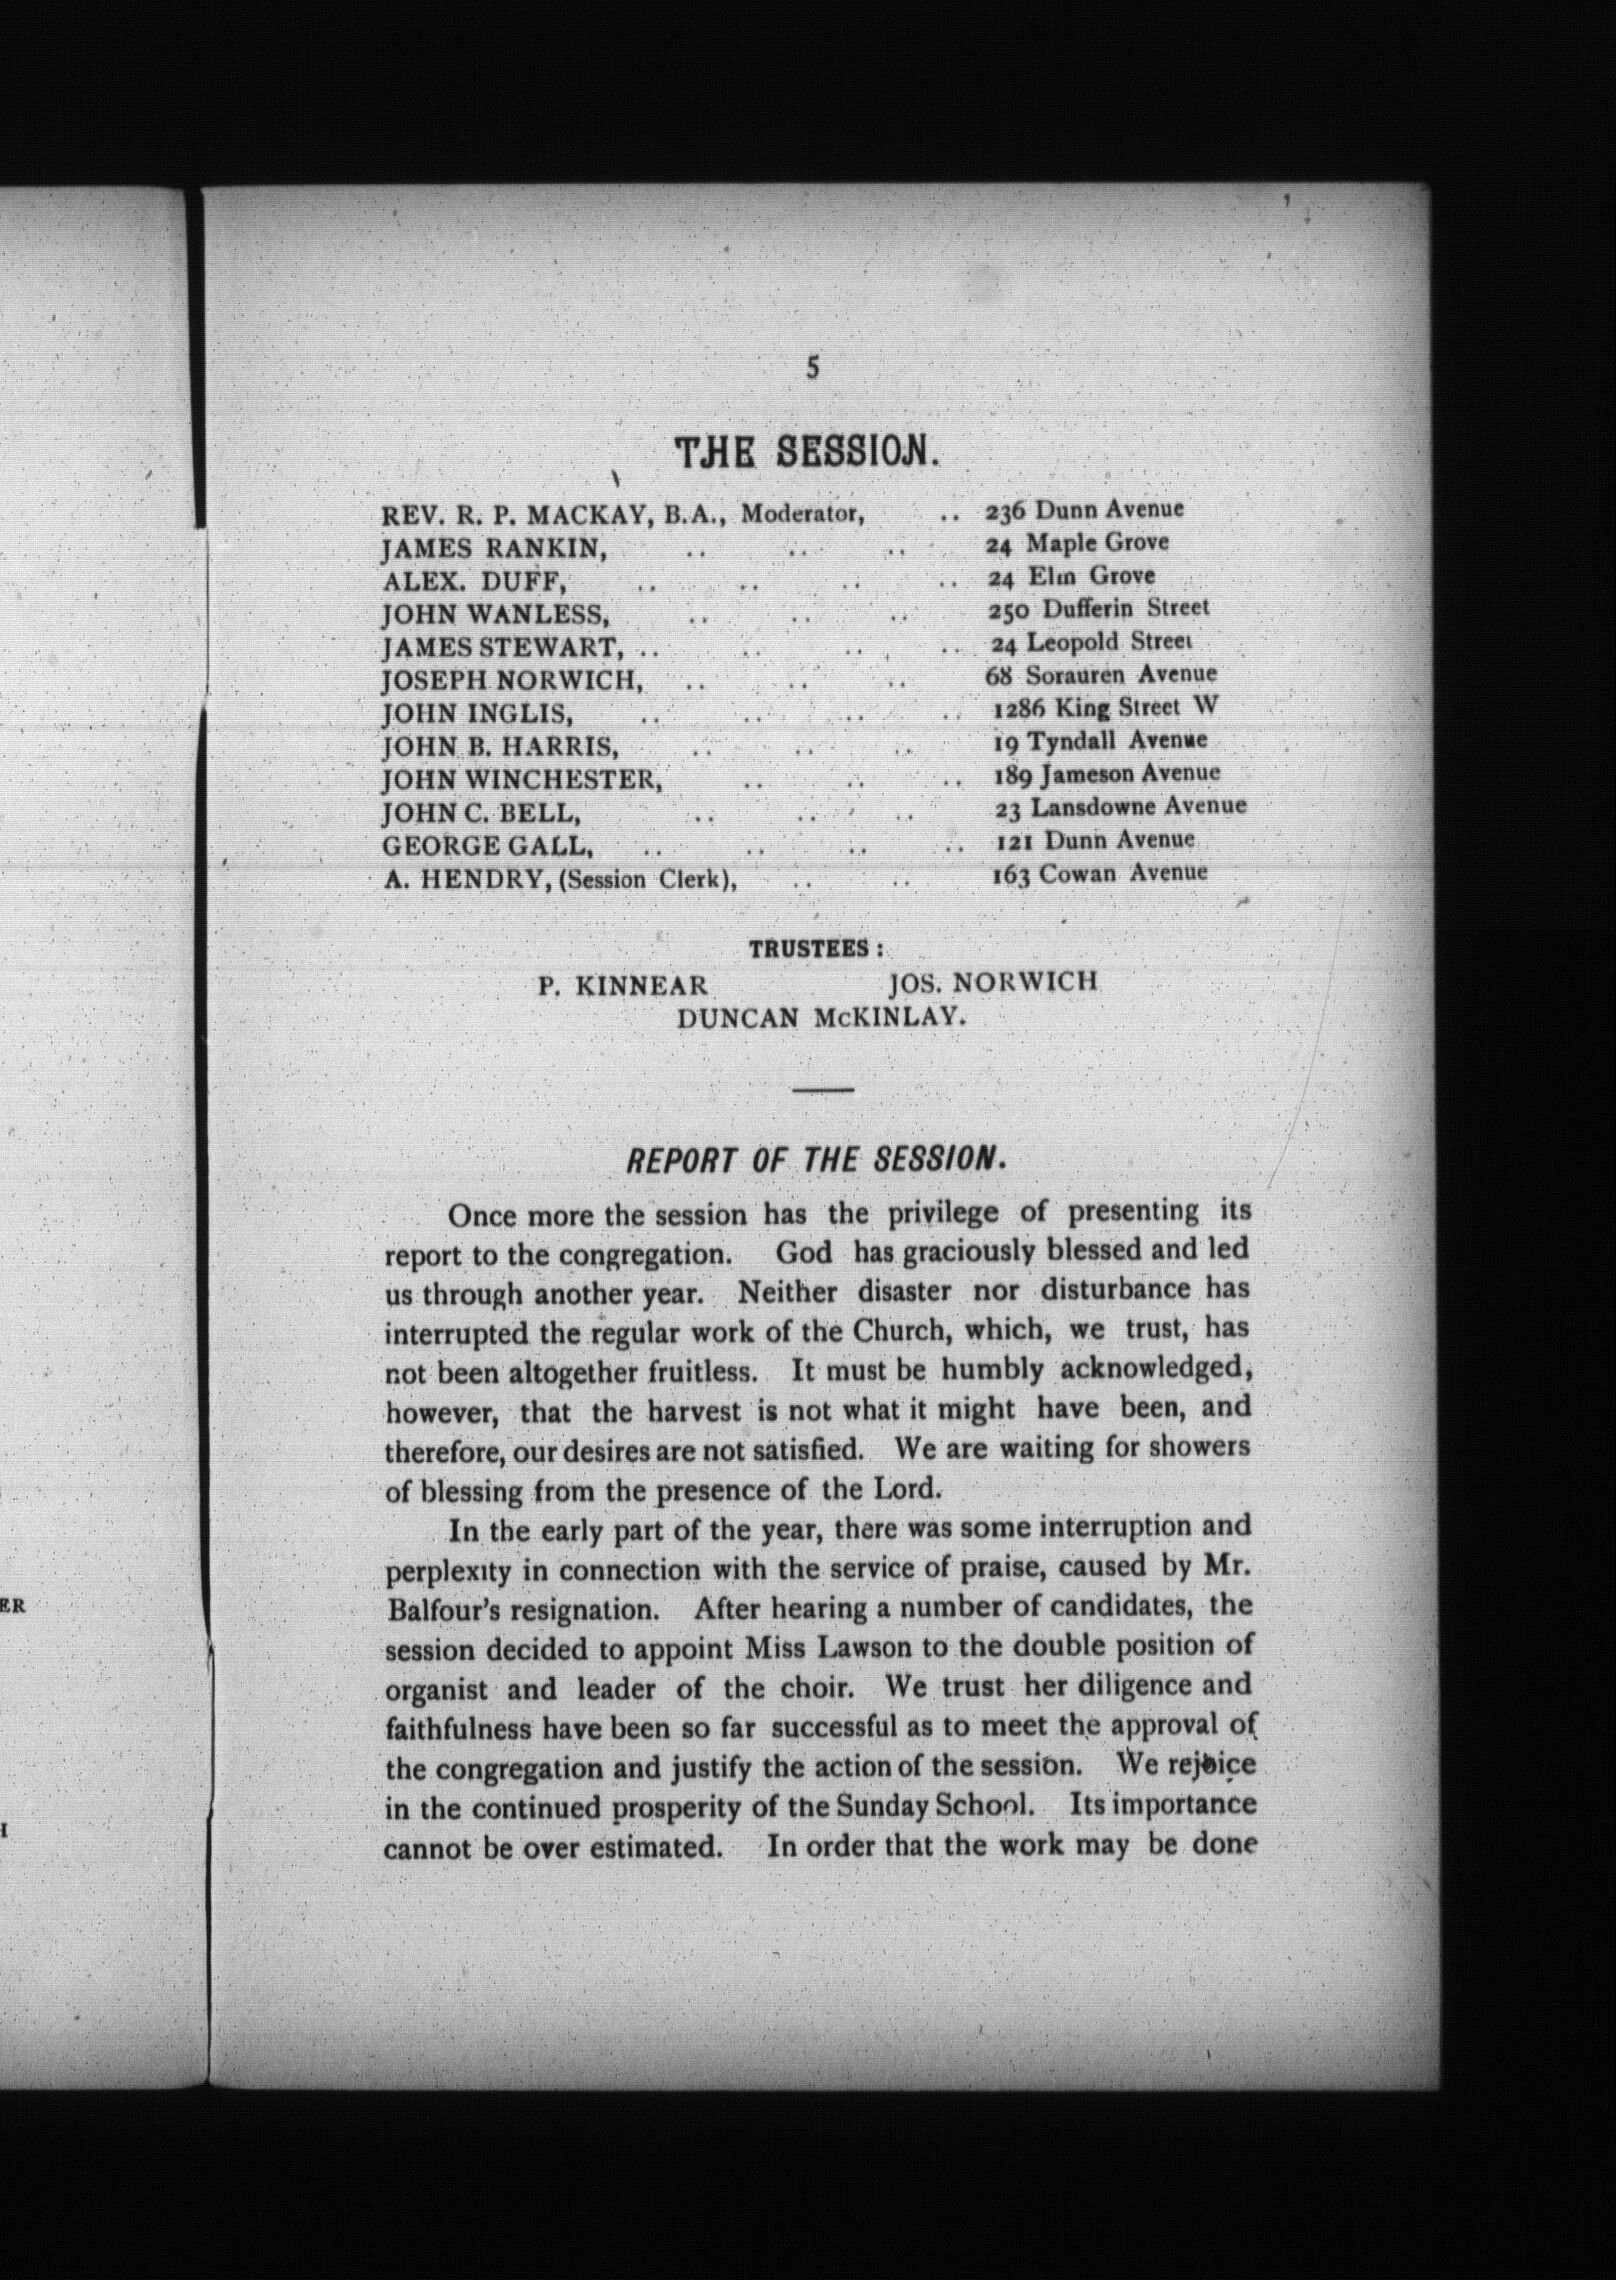 5
THE SESSION.
REV. R. P. MACKAY, B.A., Moderator, .. 236 Dunn Avenue
JAMES RANKIN, .. .. .. 24 Maple Grove
ALEX. DUFF, .. .. .. .. 24 Elm Grove
JOHN WANLESS, .. .. .. 250 Dufferin Street
JAMES STEWART, .. .. .. .. 24 Leopold Street
JOSEPH NORWICH, .. .. .. 68 Sorauren Avenue
JOHN INGLIS, .. .. .. .. 1286 King Street W
JOHN B. HARRIS, .. .. .. 19 Tyndall Avenue
JOHN WINCHESTER, .. .. .. 189 Jameson Avenue
JOHN C. BELL, .. .. .. 23 Lansdowne Avenue
GEORGE GALL, .. .. .. .. 121 Dunn Avenue
A. HENDRY, (Session Clerk), .. .. 163 Cowan Avenue
TRUSTEES :
P. KINNEAR JOS. NORWICH
DUNCAN McKINLAY.
REPORT OF THE SESSION.
Once more the session has the privilege of presenting its
report to the congregation. God has graciously blessed and led
us through another year. Neither disaster nor disturbance has
interrupted the regular work of the Church, which, we trust, has
not been altogether fruitless. It must be humbly acknowledged,
however, that the harvest is not what it might have been, and
therefore, our desires are not satisfied. We are waiting for showers
of blessing from the presence of the Lord.
In the early part of the year, there was some interruption and
perplexity in connection with the service of praise, caused by Mr.
Balfour's resignation. After hearing a number of candidates, the
session decided to appoint Miss Lawson to the double position of
organist and leader of the choir. We trust her diligence and
faithfulness have been so far successful as to meet the approval of
the congregation and justify the action of the session. We rejoice
in the continued prosperity of the Sunday School. Its importance
cannot be over estimated. In order that the work may be done